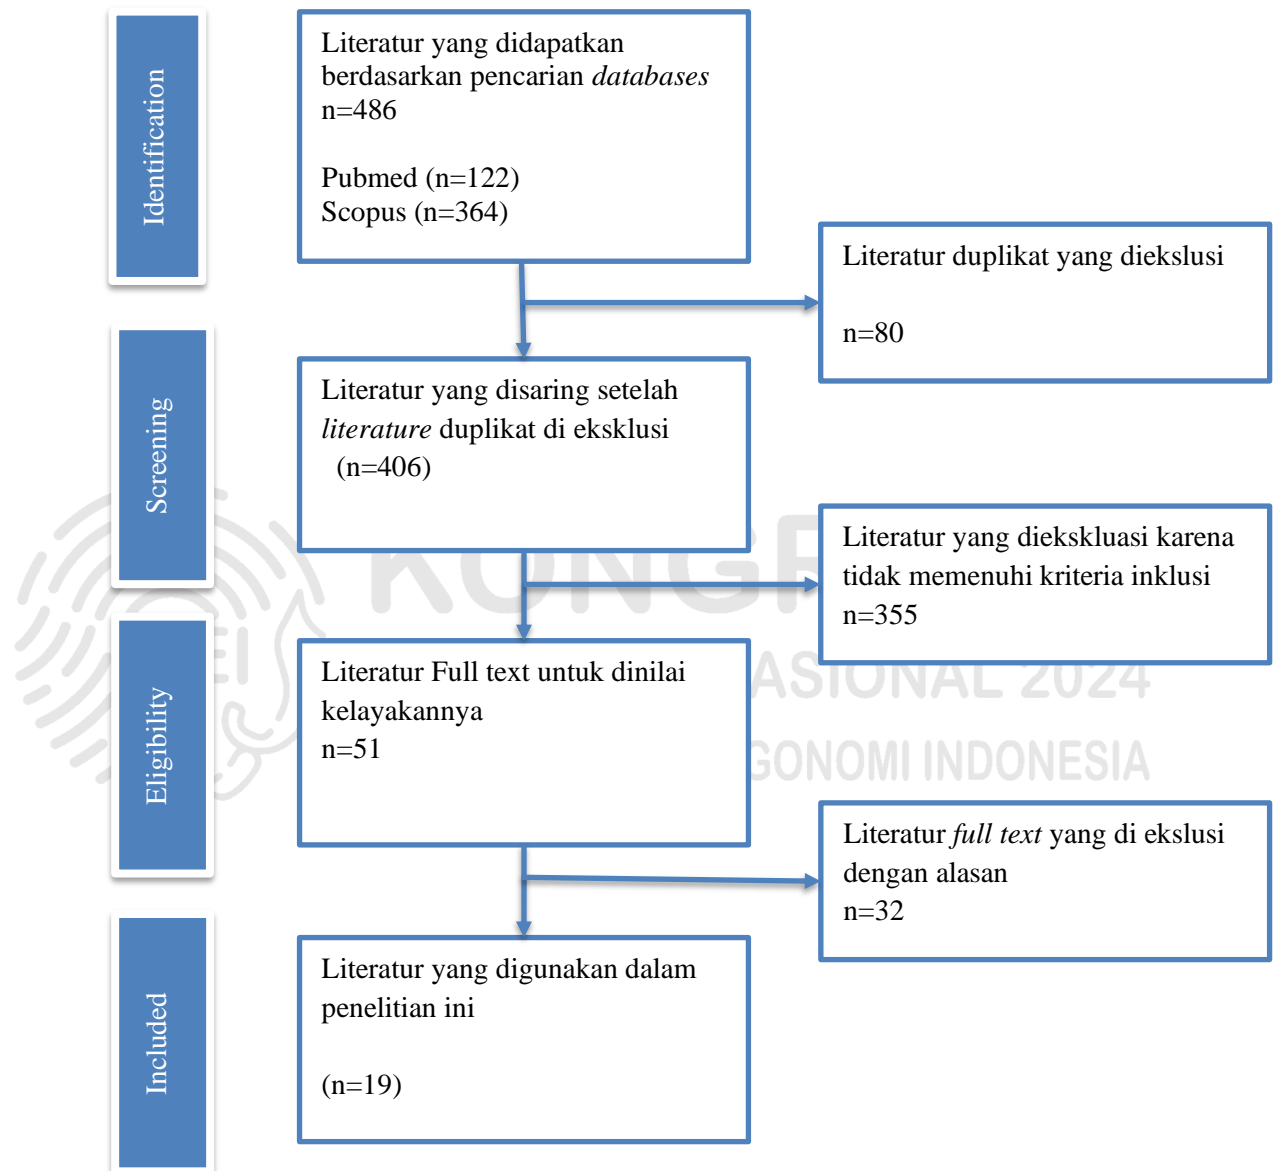 Identification
Literatur yang didapatkan
berdasarkan pencarian databases
n=486
Pubmed (n=122)
Scopus (n=364)
Literatur duplikat yang diekslusi
n=80
Screening
Literatur yang disaring setelah
literature duplikat di eksklusi
(n=406)
Literatur yang diekskluasi karena
tidak memenuhi kriteria inklusi
n=355
KONGR
ASIONAL 2024
GONOMI INDONESIA
Eligibility
Literatur Full text untuk dinilai
kelayakannya
n=51
Literatur full text yang di ekslusi
dengan alasan
n=32
Included
Literatur yang digunakan dalam
penelitian ini
(n=19)